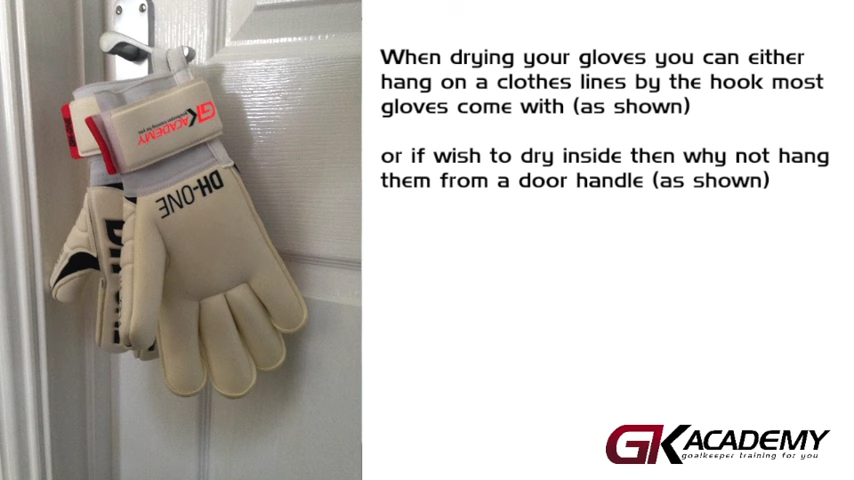 When drying your gloves you can either
hang on a clothes lines by the hook most
gloves come with (as shown)
or if wish to dry inside then why not hang
them from a door handle (as shown)
GK ACADEMY
goalkeeper training for you
GK ACADEMY
DH-ONE